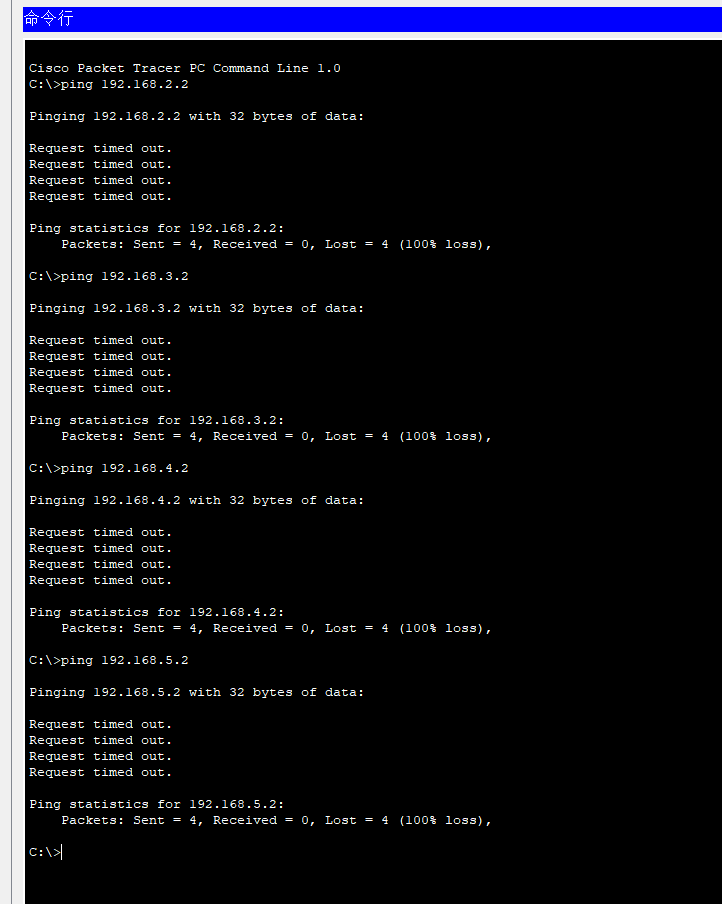 命令行
Cisco Packet Tracer PC Command Line 1.0
C:\>ping 192.168.2.2
Pinging 192.168.2.2 with 32 bytes of data:
Request timed out.
Request timed out.
Request timed out.
Request timed out.
Ping statistics for 192.168.2.2:
    Packets: Sent = 4, Received = 0, Lost = 4 (100% loss),
C:\>ping 192.168.3.2
Pinging 192.168.3.2 with 32 bytes of data:
Request timed out.
Request timed out.
Request timed out.
Request timed out.
Ping statistics for 192.168.3.2:
    Packets: Sent = 4, Received = 0, Lost = 4 (100% loss),
C:\>ping 192.168.4.2
Pinging 192.168.4.2 with 32 bytes of data:
Request timed out.
Request timed out.
Request timed out.
Request timed out.
Ping statistics for 192.168.4.2:
    Packets: Sent = 4, Received = 0, Lost = 4 (100% loss),
C:\>ping 192.168.5.2
Pinging 192.168.5.2 with 32 bytes of data:
Request timed out.
Request timed out.
Request timed out.
Request timed out.
Ping statistics for 192.168.5.2:
    Packets: Sent = 4, Received = 0, Lost = 4 (100% loss),
C:\>